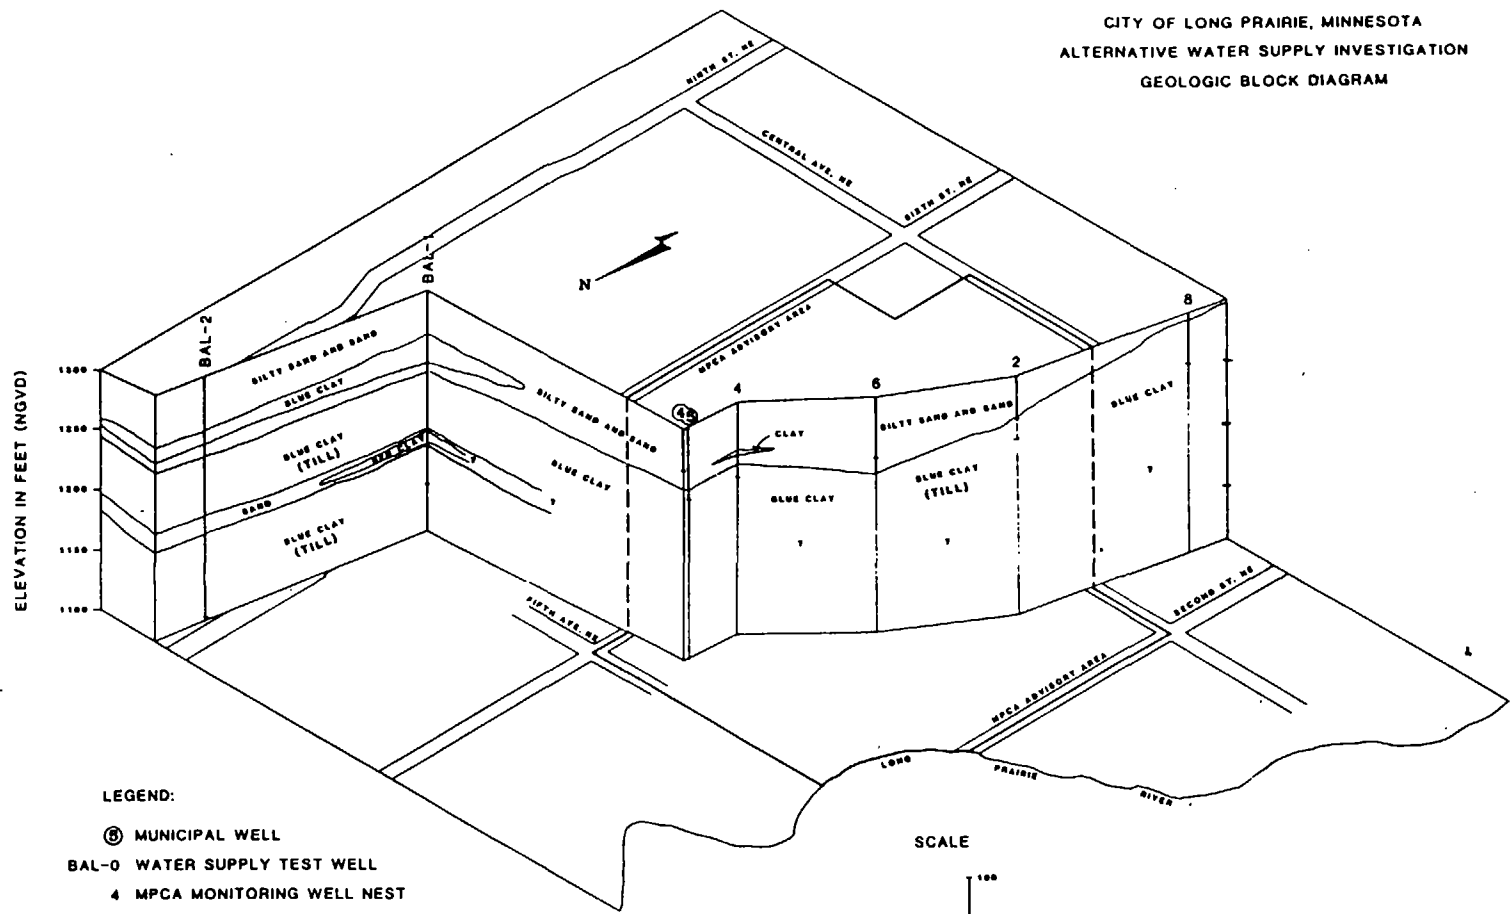 CITY OF LONG PRAIRIE, MINNESOTA
ALTERNATIVE WATER SUPPLY INVESTIGATION
GEOLOGIC BLOCK DIAGRAM
NINTH ST. NE
CENTRAL AVE. NE
SIXTH ST. NE
N
BAL-1
BAL-2
8
MPCA ADVISORY AREA
2
6
4
ELEVATION IN FEET (NGVD)
1300
1250
1200
1150
1100
SILTY SAND AND SAND
BLUE CLAY
BLUE CLAY
(TILL)
SAND
BLUE CLAY
(TILL)
?
?
SILTY SAND AND SAND
BLUE CLAY
CLAY
BLUE CLAY
?
SILTY SAND AND SAND
BLUE CLAY
(TILL)
?
BLUE CLAY
?
FIFTH AVE. NE
SECOND ST. NE
MPCA ADVISORY AREA
LONG PRAIRIE RIVER
LEGEND:
5 MUNICIPAL WELL
BAL-0 WATER SUPPLY TEST WELL
4 MPCA MONITORING WELL NEST
SCALE
100